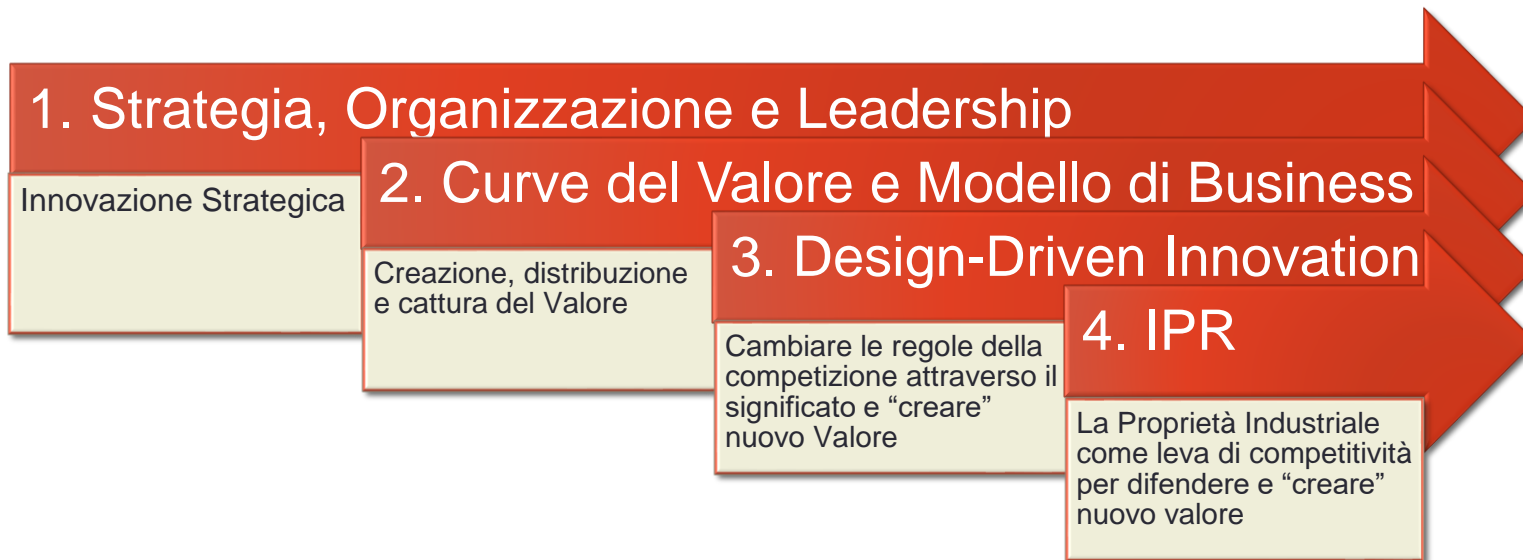 1. Strategia, Organizzazione e Leadership
Innovazione Strategica
2. Curve del Valore e Modello di Business
Creazione, distribuzione
e cattura del Valore
3. Design-Driven Innovation
Cambiare le regole della
competizione attraverso il
significato e “creare”
nuovo Valore
4. IPR
La Proprietà Industriale
come leva di competitività
per difendere e “creare”
nuovo valore